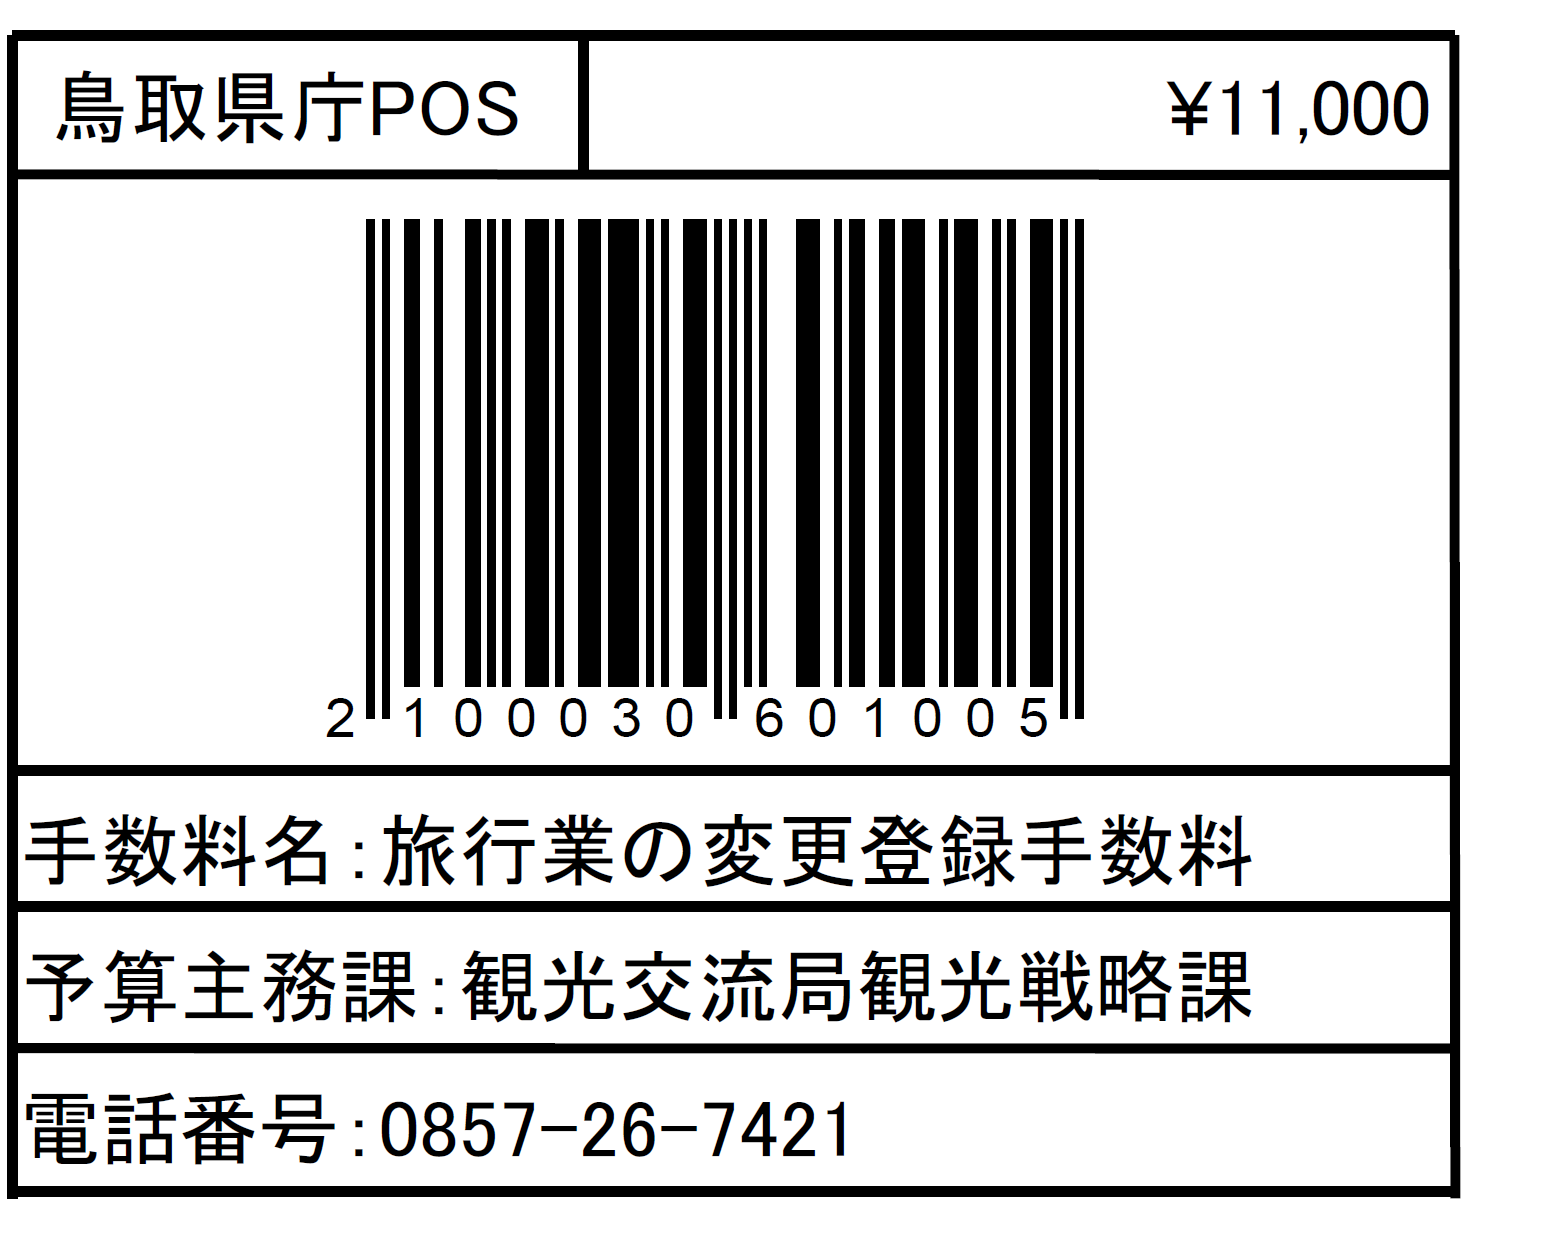 鳥取県庁POS ¥11,000
2 100030 601005
手数料名:旅行業の変更登録手数料
予算主務課:観光交流局観光戦略課
電話番号:0857-26-7421